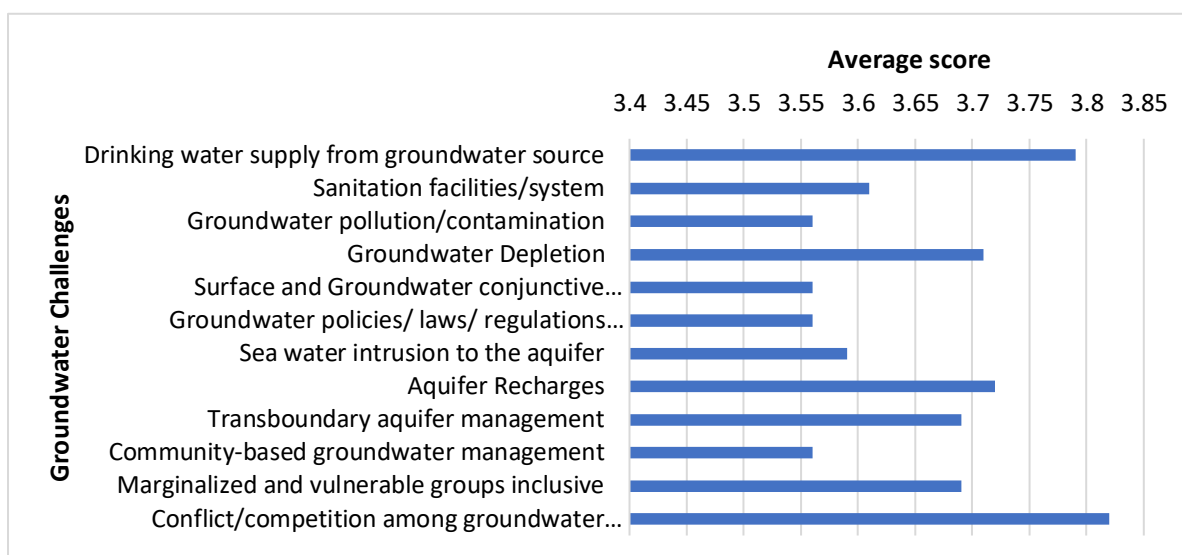 Average score
3.4 3.45 3.5 3.55 3.6 3.65 3.7 3.75 3.8 3.85
Groundwater Challenges
Drinking water supply from groundwater source
Sanitation facilities/system
Groundwater pollution/contamination
Groundwater Depletion
Surface and Groundwater conjunctive...
Groundwater policies/ laws/ regulations...
Sea water intrusion to the aquifer
Aquifer Recharges
Transboundary aquifer management
Community-based groundwater management
Marginalized and vulnerable groups inclusive
Conflict/competition among groundwater...